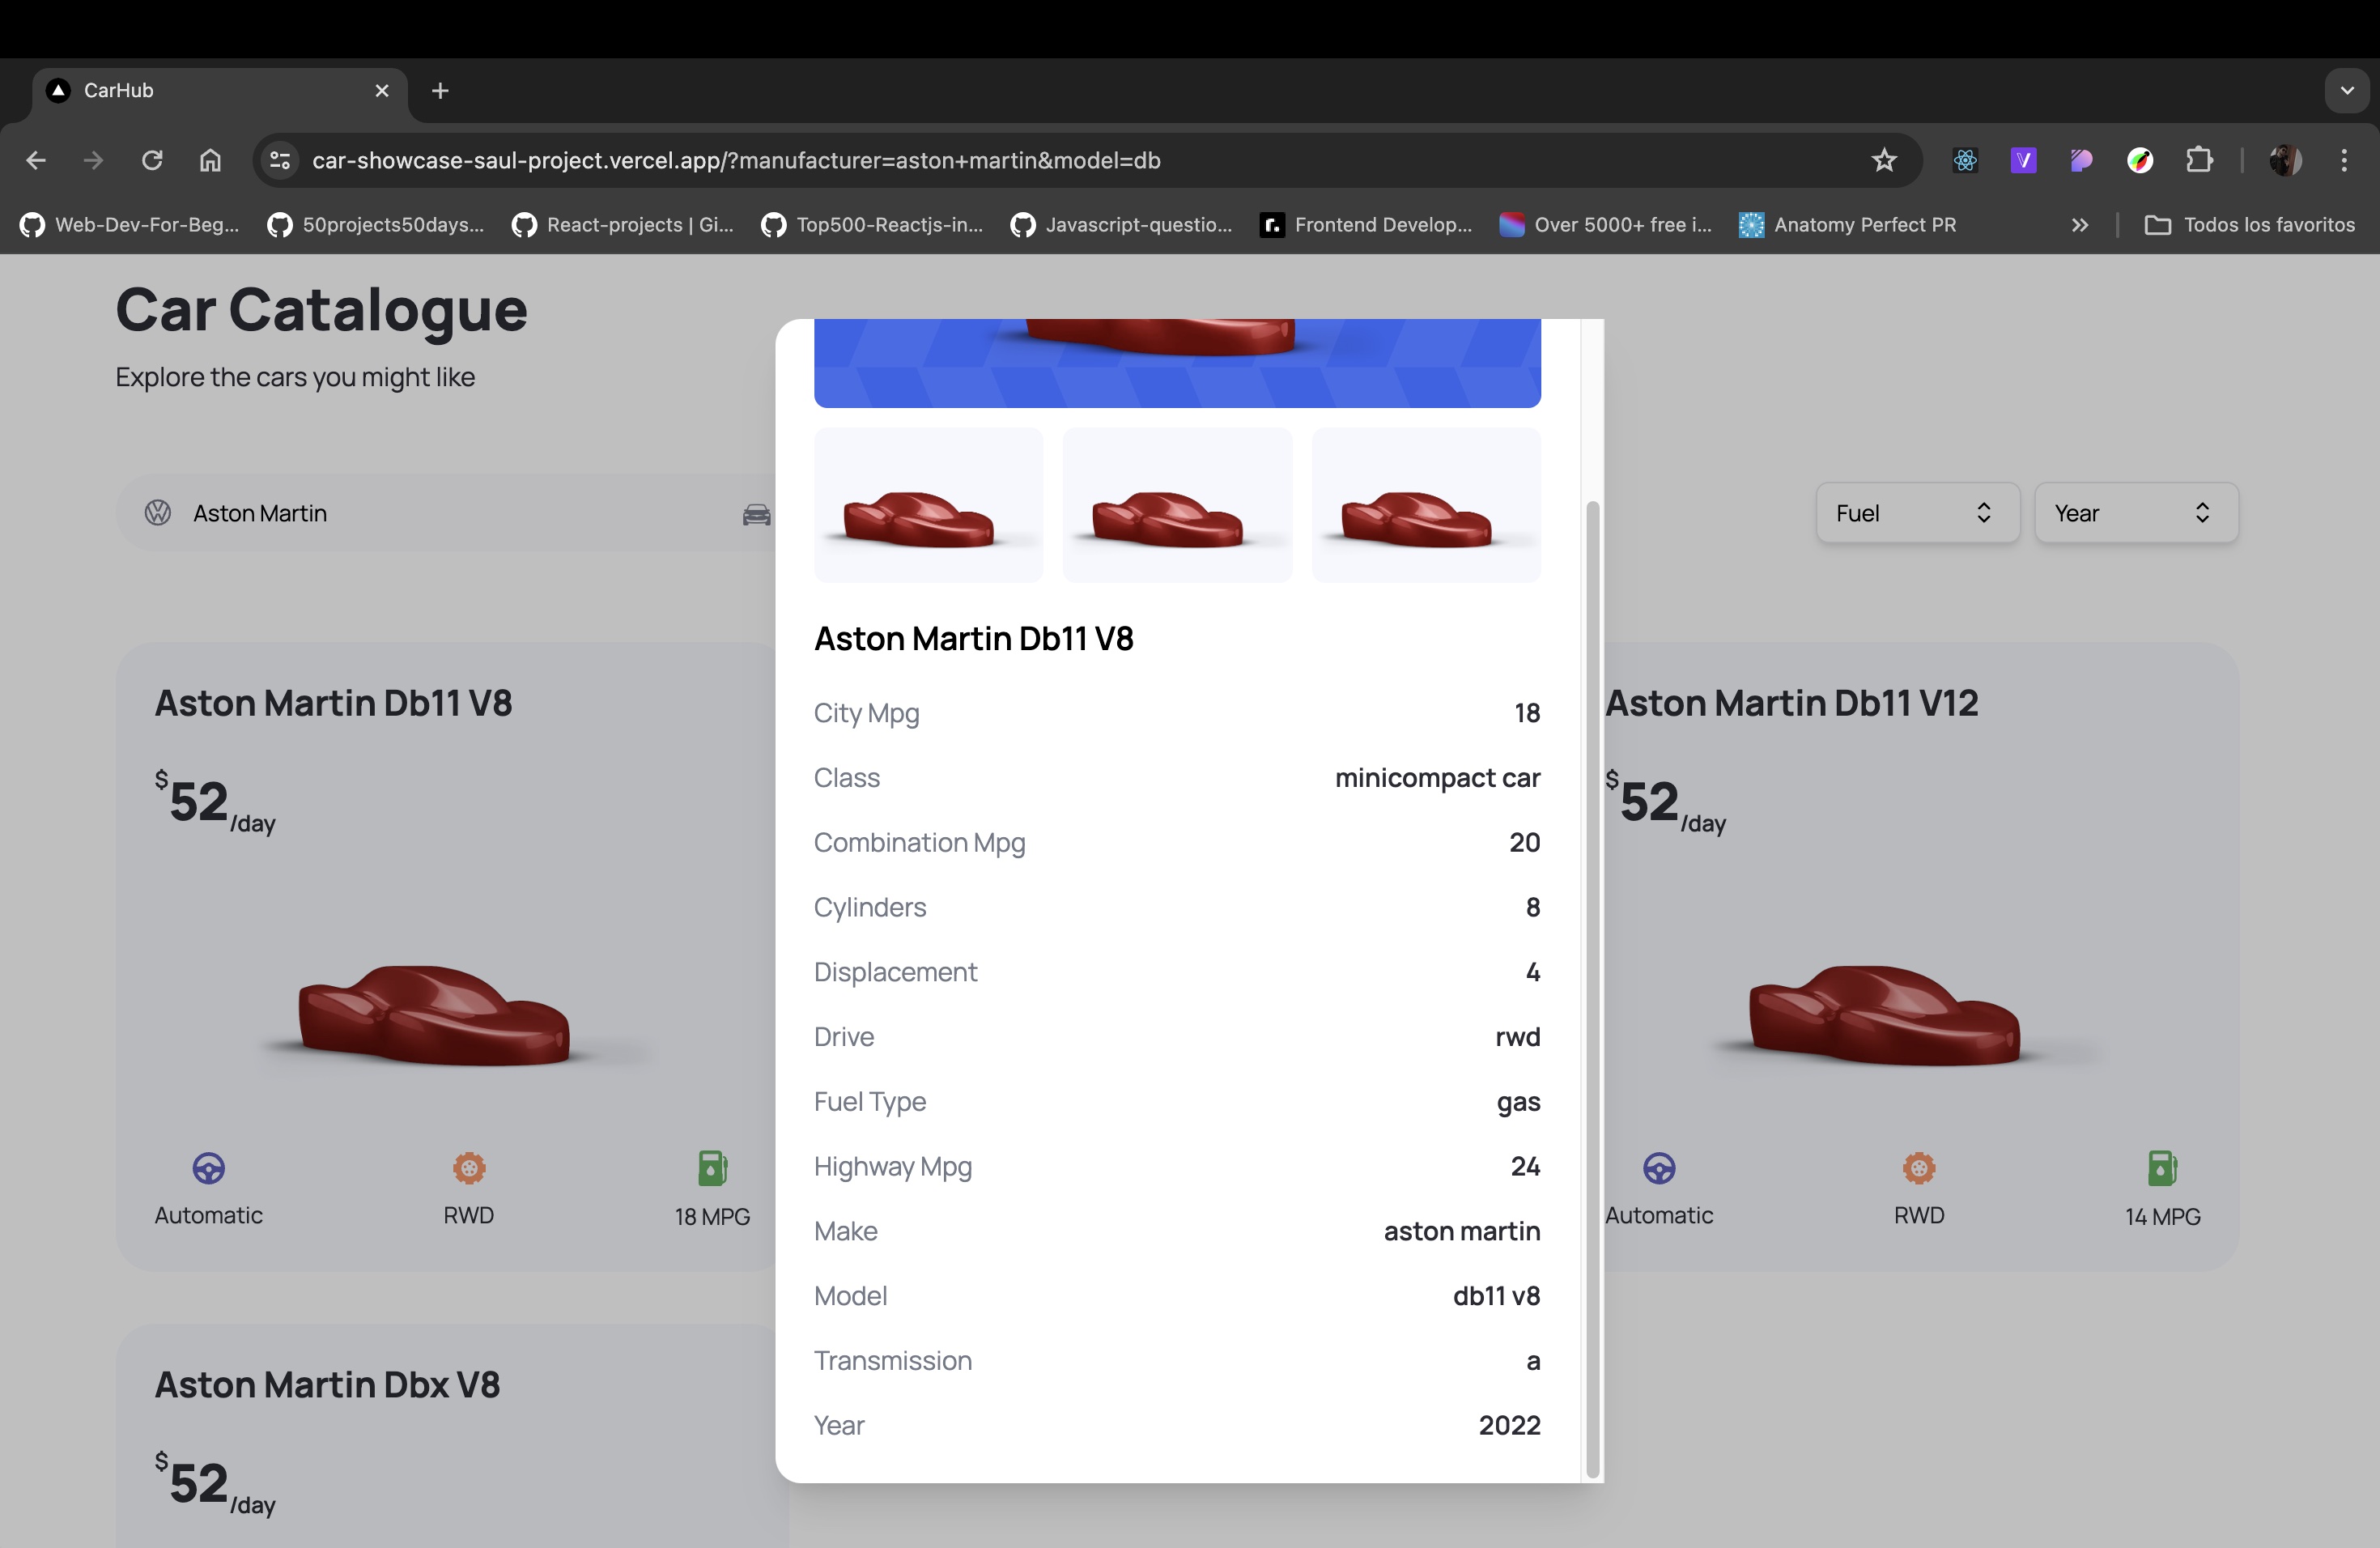 CarHub
car-showcase-saul-project.vercel.app/?manufacturer=aston+martin&model=db
Web-Dev-For-Beg... 50projects50days... React-projects | Gi... Top500-Reactjs-in... Javascript-questio... Frontend Develop... Over 5000+ free i... Anatomy Perfect PR Todos los favoritos
Car Catalogue
Explore the cars you might like
Aston Martin
Fuel
Year
Aston Martin Db11 V8
$52/day
Automatic
RWD
18 MPG
Aston Martin Db11 V8
City Mpg 18
Class minicompact car
Combination Mpg 20
Cylinders 8
Displacement 4
Drive rwd
Fuel Type gas
Highway Mpg 24
Make aston martin
Model db11 v8
Transmission a
Year 2022
Aston Martin Db11 V12
$52/day
Automatic
RWD
14 MPG
Aston Martin Dbx V8
$52/day